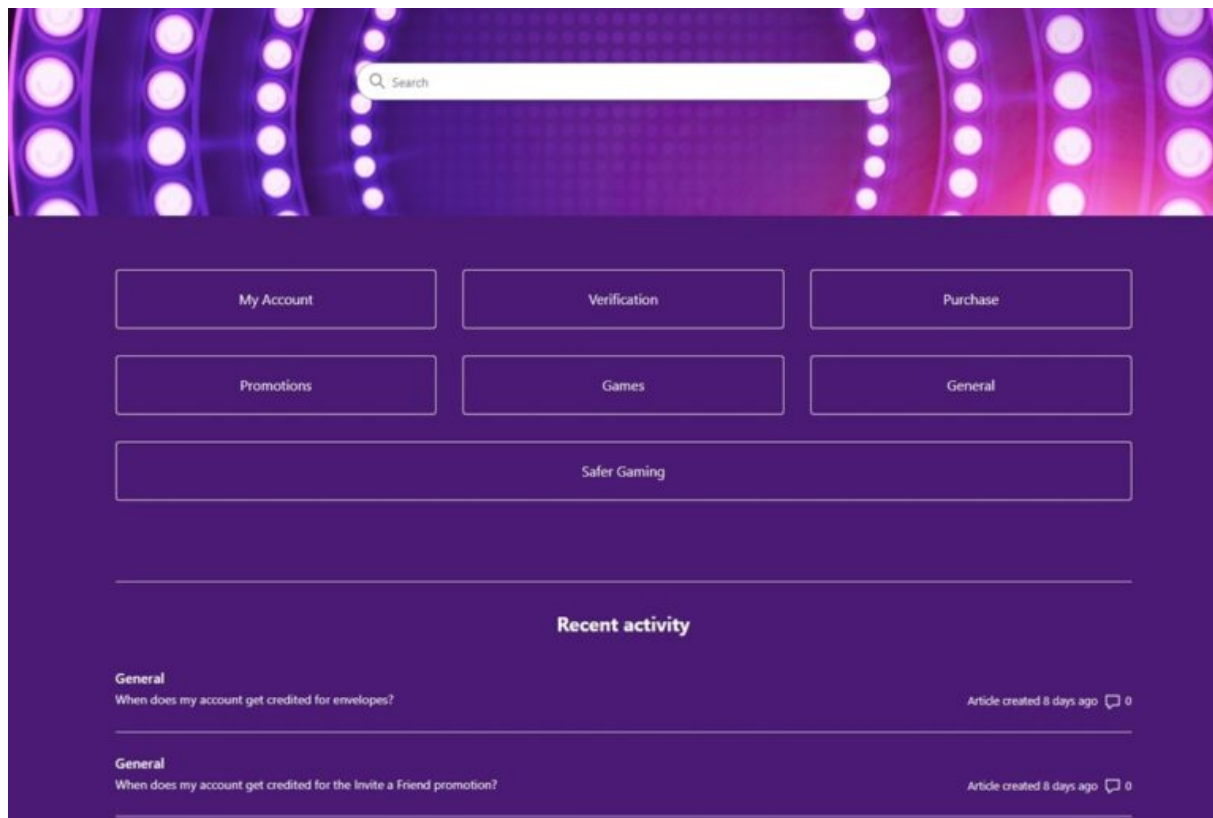 Search
My Account
Verification
Purchase
Promotions
Games
General
Safer Gaming
Recent activity
General
When does my account get credited for envelopes?
Article created 8 days ago 0
General
When does my account get credited for the Invite a Friend promotion?
Article created 8 days ago 0